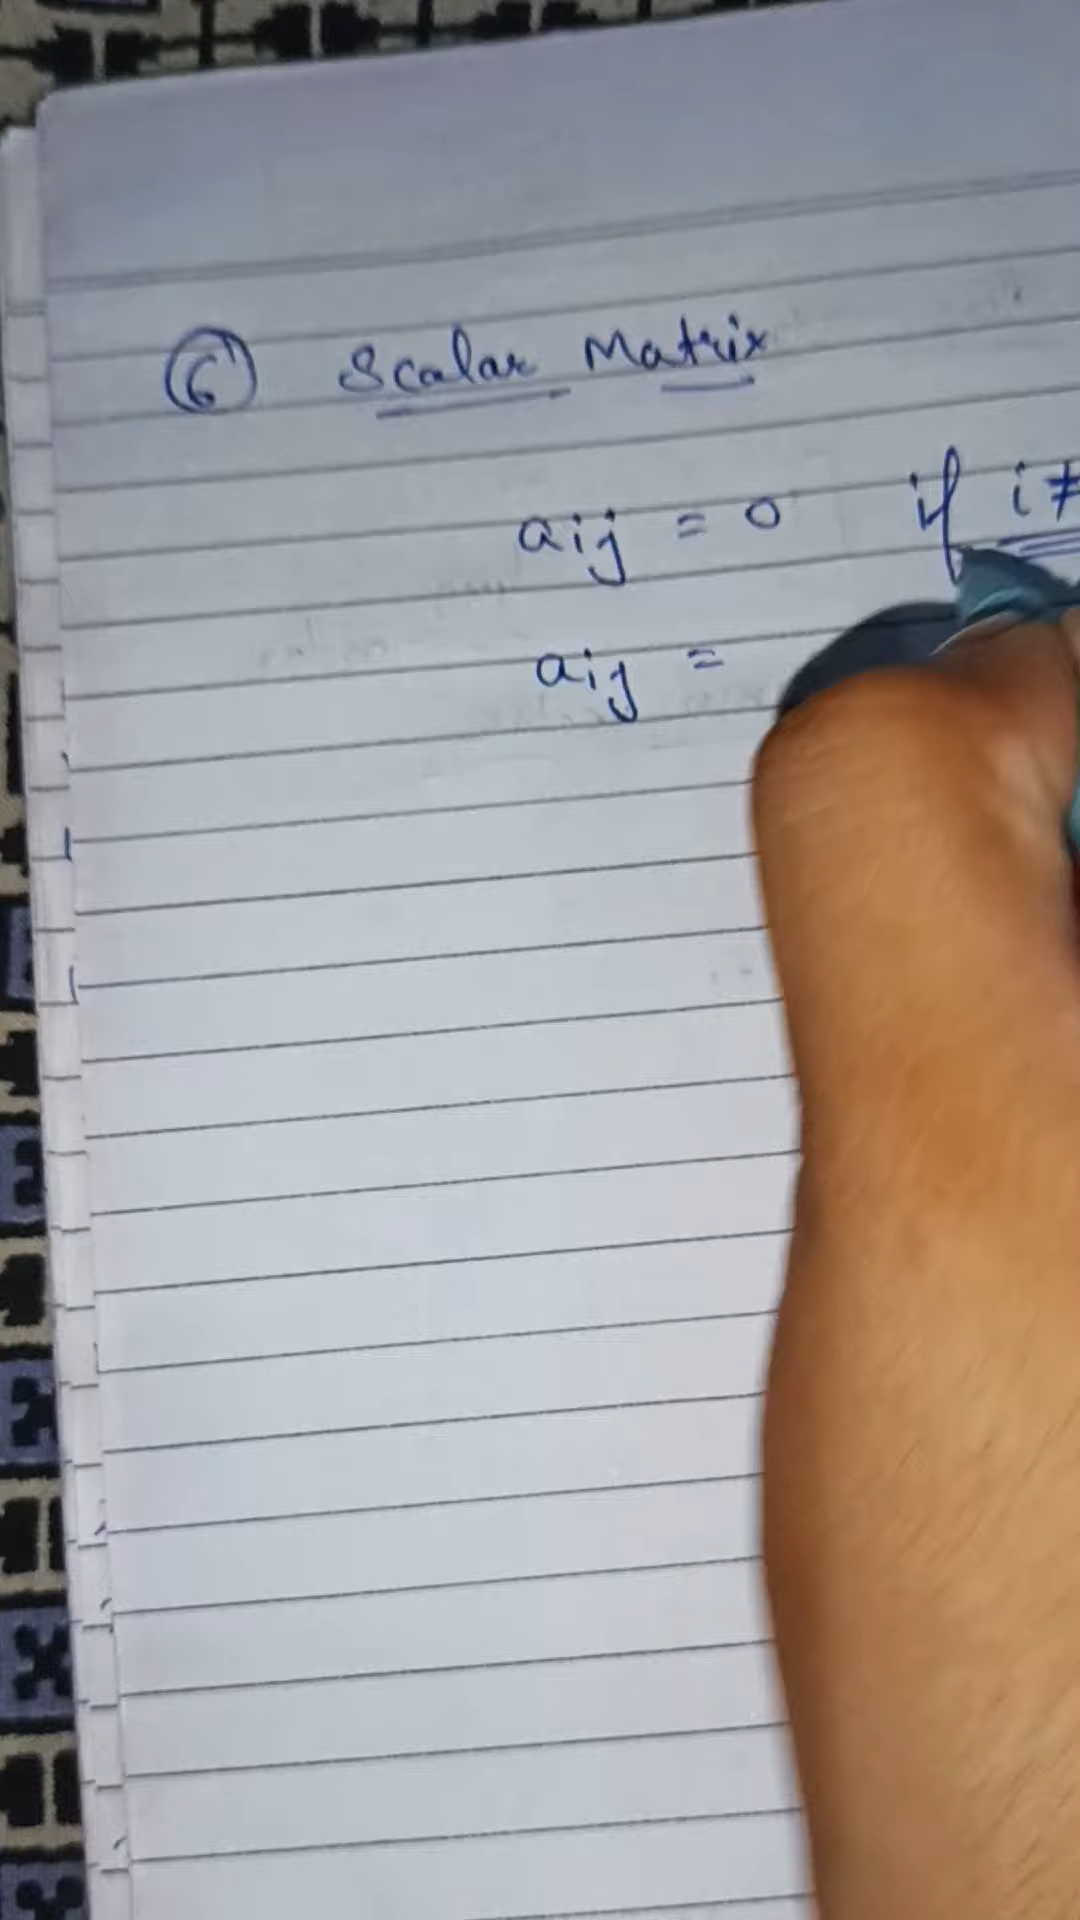 ⑥ Scalar Matrix
aij = 0 if i ≠
aij =